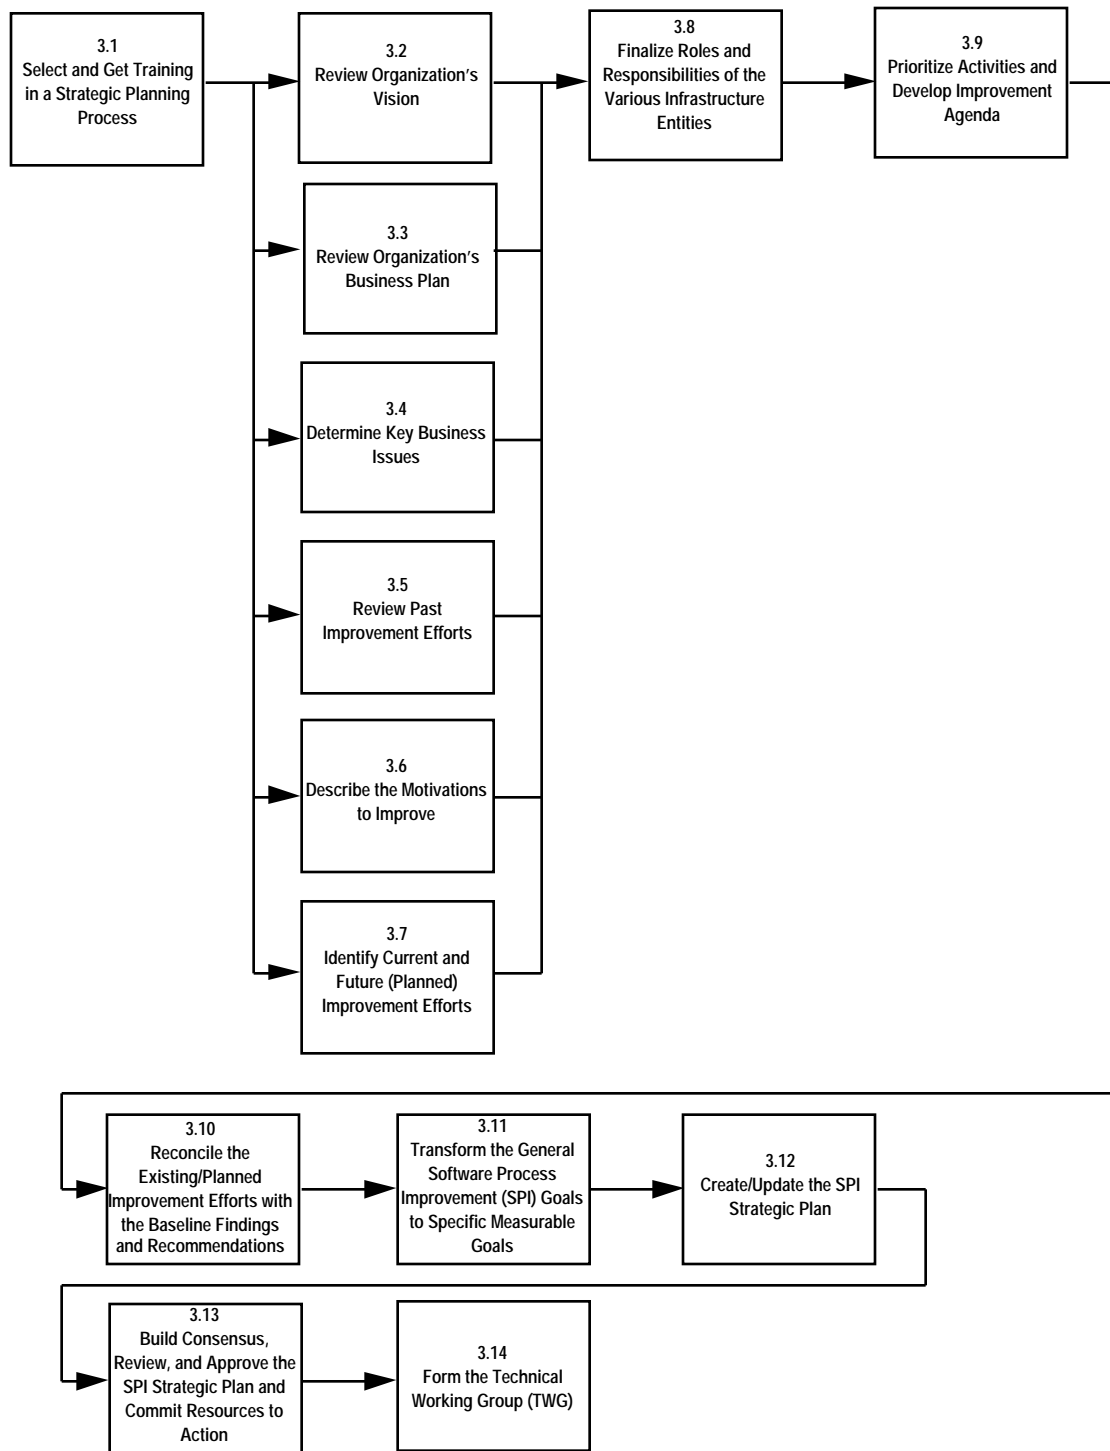 3.1
Select and Get Training
in a Strategic Planning
Process
3.2
Review Organization's
Vision
3.8
Finalize Roles and
Responsibilities of the
Various Infrastructure
Entities
3.9
Prioritize Activities and
Develop Improvement
Agenda
3.3
Review Organization's
Business Plan
3.4
Determine Key Business
Issues
3.5
Review Past
Improvement Efforts
3.6
Describe the Motivations
to Improve
3.7
Identify Current and
Future (Planned)
Improvement Efforts
3.10
Reconcile the
Existing/Planned
Improvement Efforts with
the Baseline Findings
and Recommendations
3.11
Transform the General
Software Process
Improvement (SPI) Goals
to Specific Measurable
Goals
3.12
Create/Update the SPI
Strategic Plan
3.13
Build Consensus,
Review, and Approve the
SPI Strategic Plan and
Commit Resources to
Action
3.14
Form the Technical
Working Group (TWG)